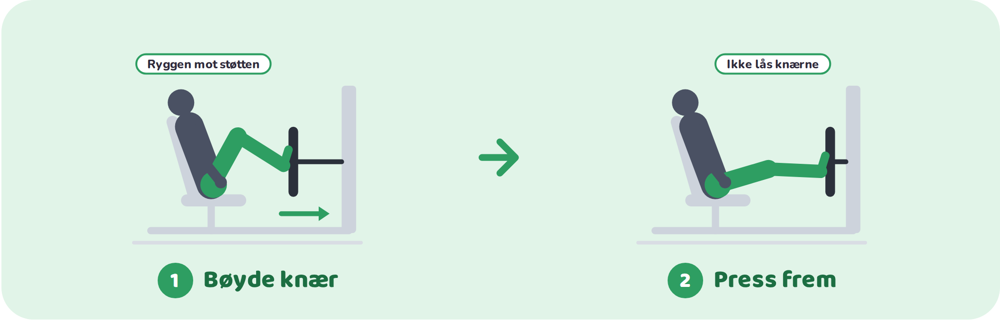 Ryggen mot støtten
Ikke lås knærne
1 Bøyde knær
2 Press frem